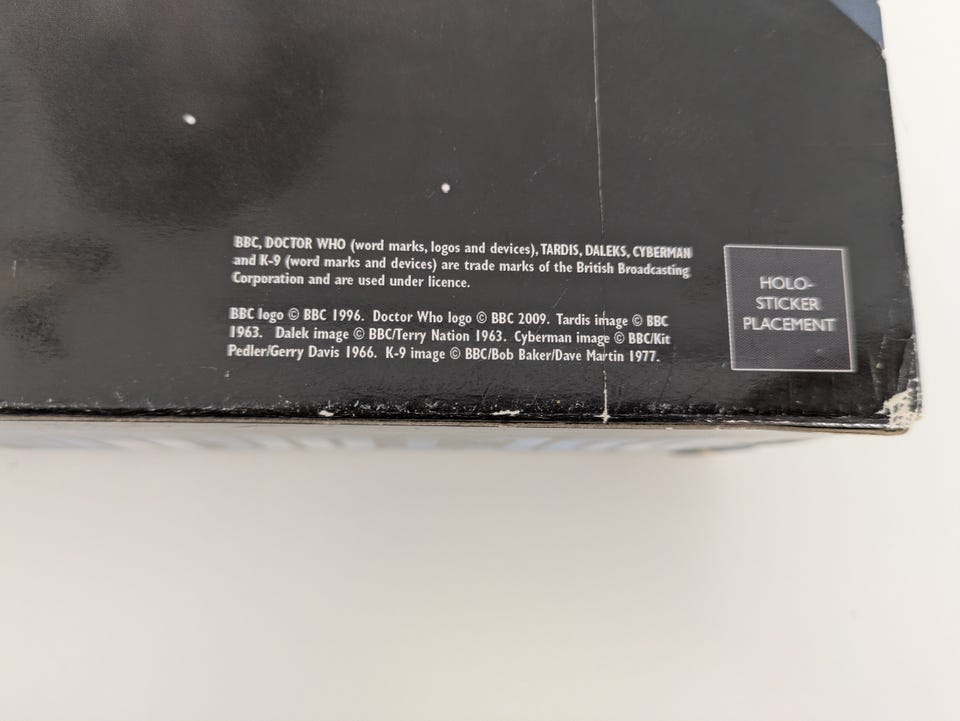 BBC, DOCTOR WHO (word marks, logos and devices), TARDIS, DALEKS, CYBERMAN
and K-9 (word marks and devices) are trade marks of the British Broadcasting
Corporation and are used under licence.
BBC logo © BBC 1996. Doctor Who logo © BBC 2009. Tardis image © BBC
1963. Dalek image © BBC/Terry Nation 1963. Cyberman image © BBC/Kit
Pedler/Gerry Davis 1966. K-9 image © BBC/Bob Baker/Dave Martin 1977.
HOLO-
STICKER
PLACEMENT